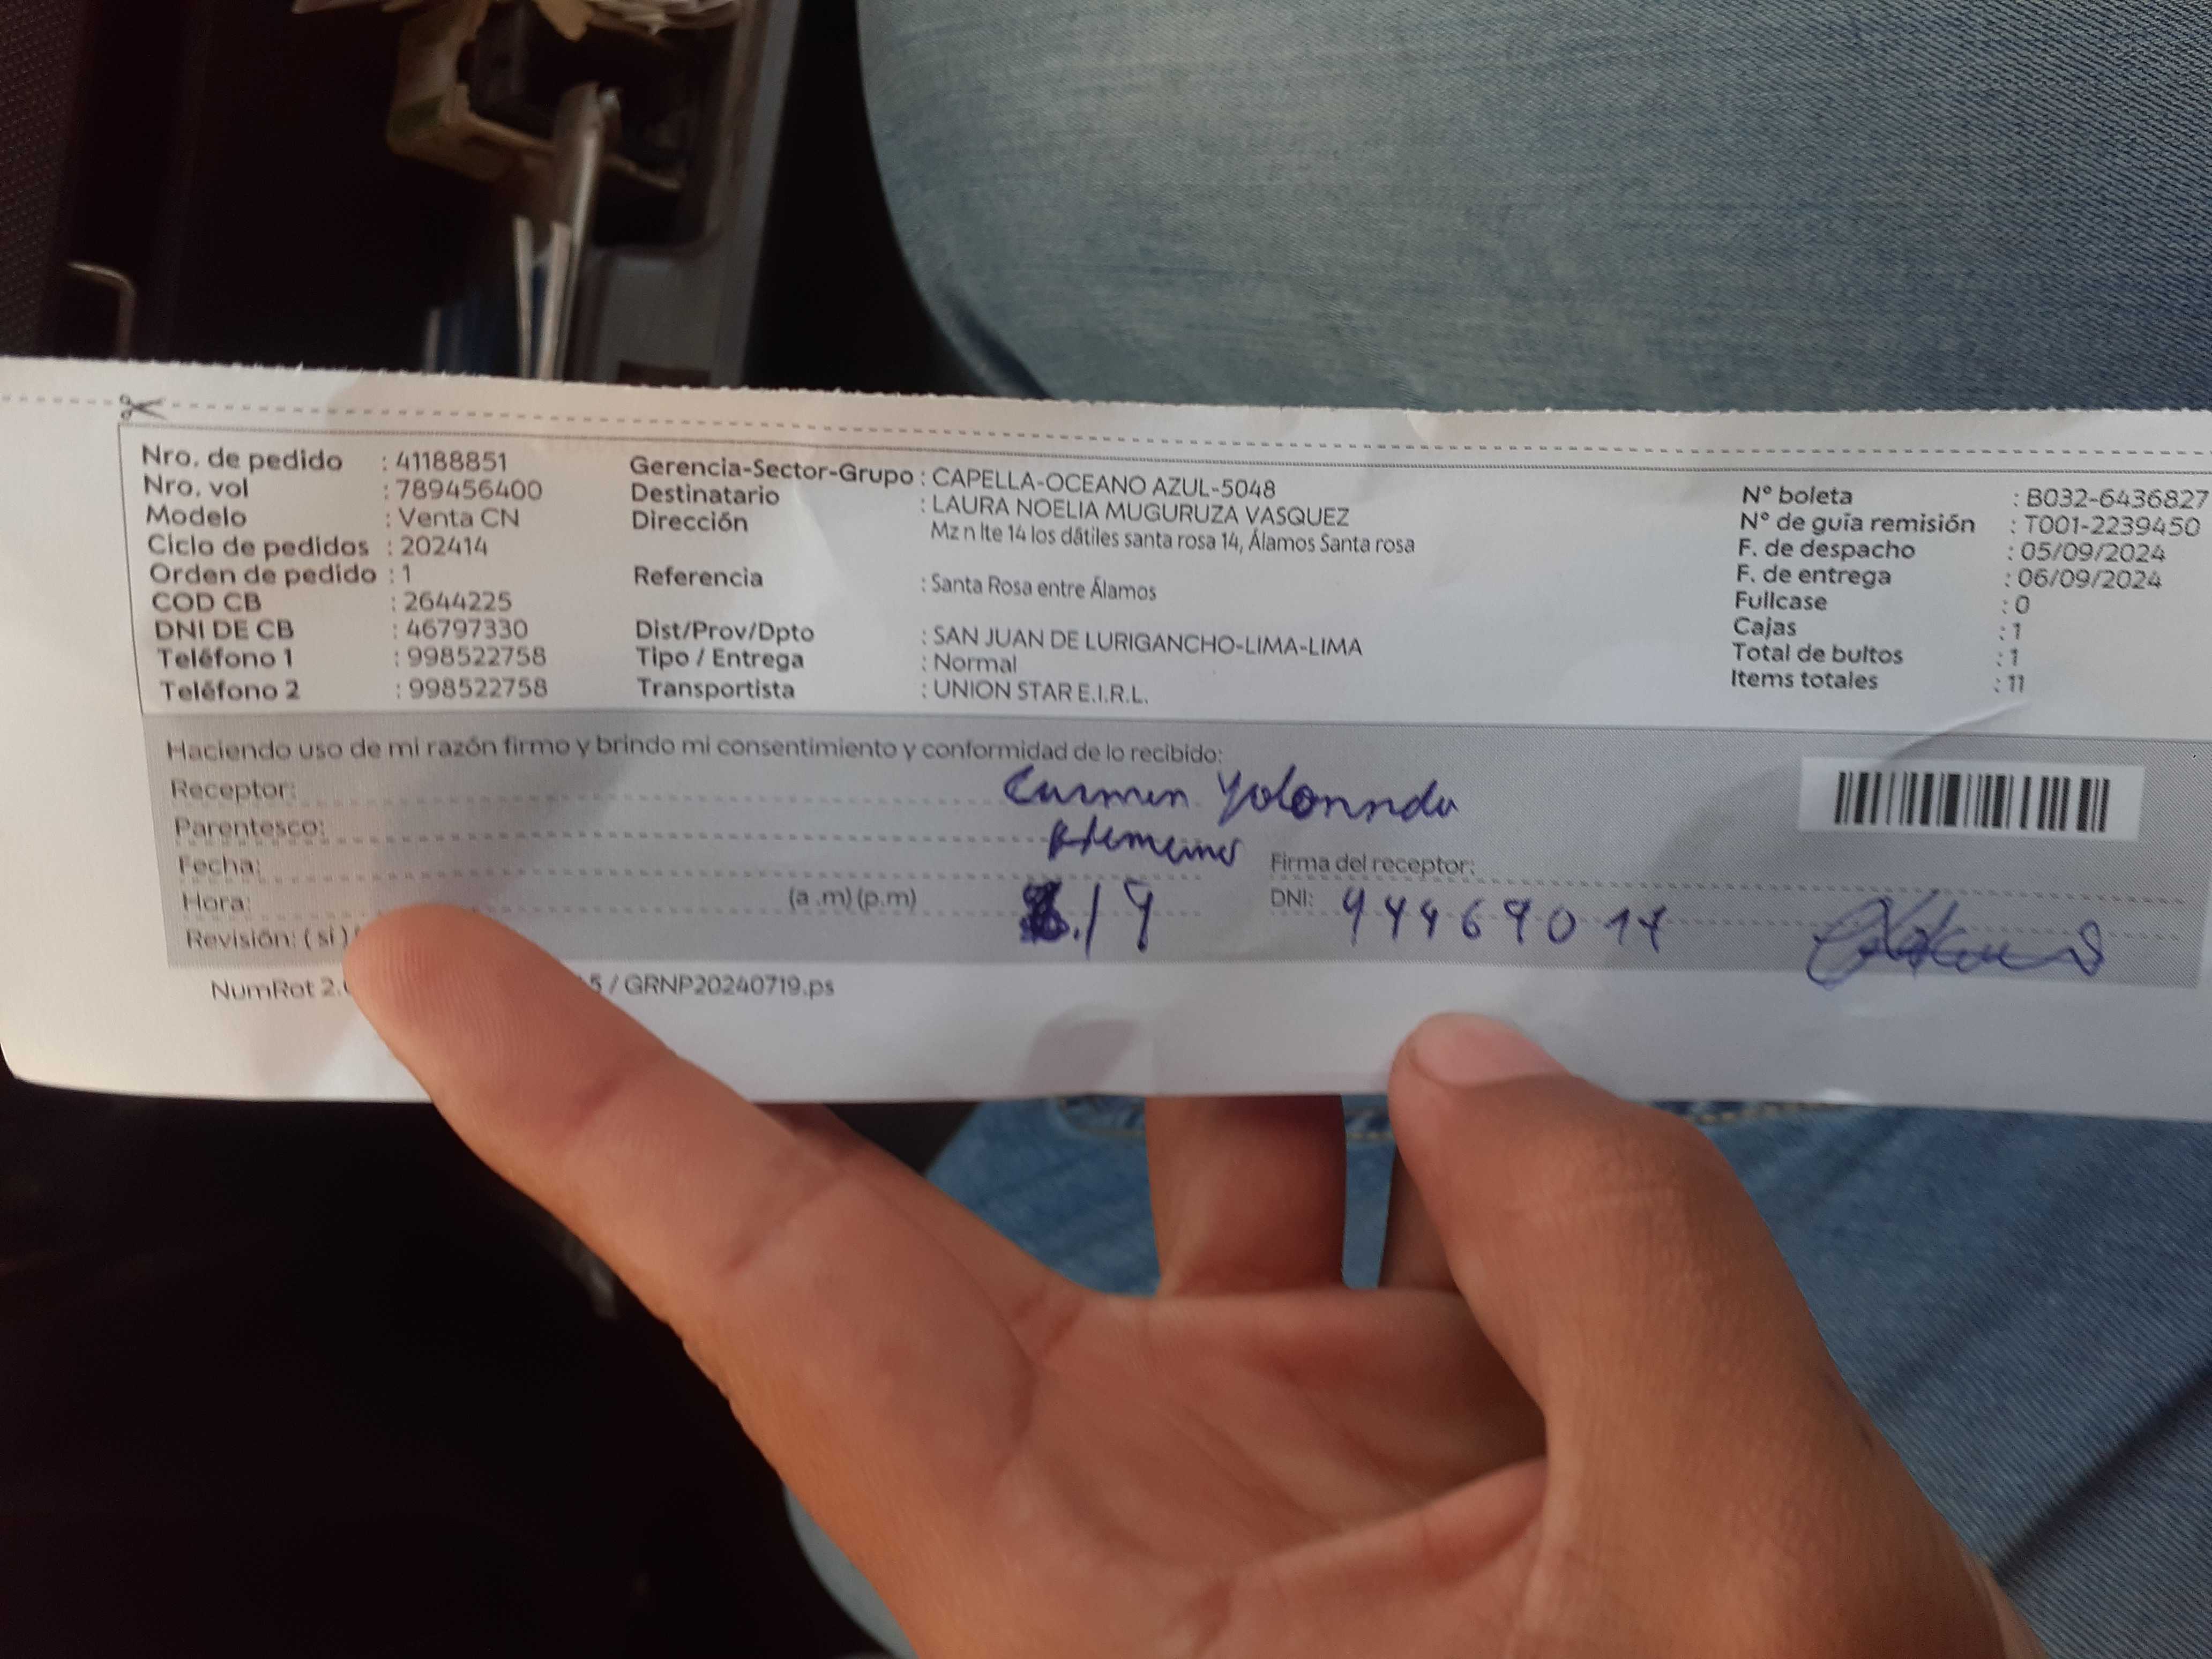 Nro. de pedido : 41188851
Nro. vol : 789456400
Modelo : Venta CN
Ciclo de pedidos : 202414
Orden de pedido : 1
COD CB : 2644225
DNI DE CB : 46797330
Teléfono 1 : 998522758
Teléfono 2 : 998522758
Gerencia-Sector-Grupo : CAPELLA-OCEANO AZUL-5048
Destinatario : LAURA NOELIA MUGURUZA VASQUEZ
Dirección Mz n lte 14 los dátiles santa rosa 14, Álamos Santa rosa
Referencia : Santa Rosa entre Álamos
Dist/Prov/Dpto : SAN JUAN DE LURIGANCHO-LIMA-LIMA
Tipo / Entrega : Normal
Transportista : UNION STAR E.I.R.L.
N° boleta : B032-6436827
N° de guía remisión : T001-2239450
F. de despacho : 05/09/2024
F. de entrega : 06/09/2024
Fullcase : 0
Cajas : 1
Total de bultos : 1
Items totales : 11
Haciendo uso de mi razón firmo y brindo mi consentimiento y conformidad de lo recibido:
Receptor: Carmen Yolonnda
Parentesco:
Fecha: Firma del receptor:
Hora: (a .m) (p.m) DNI: 944690 14
Revisión: ( si )
NumRot 2. 5 / GRNP20240719.ps